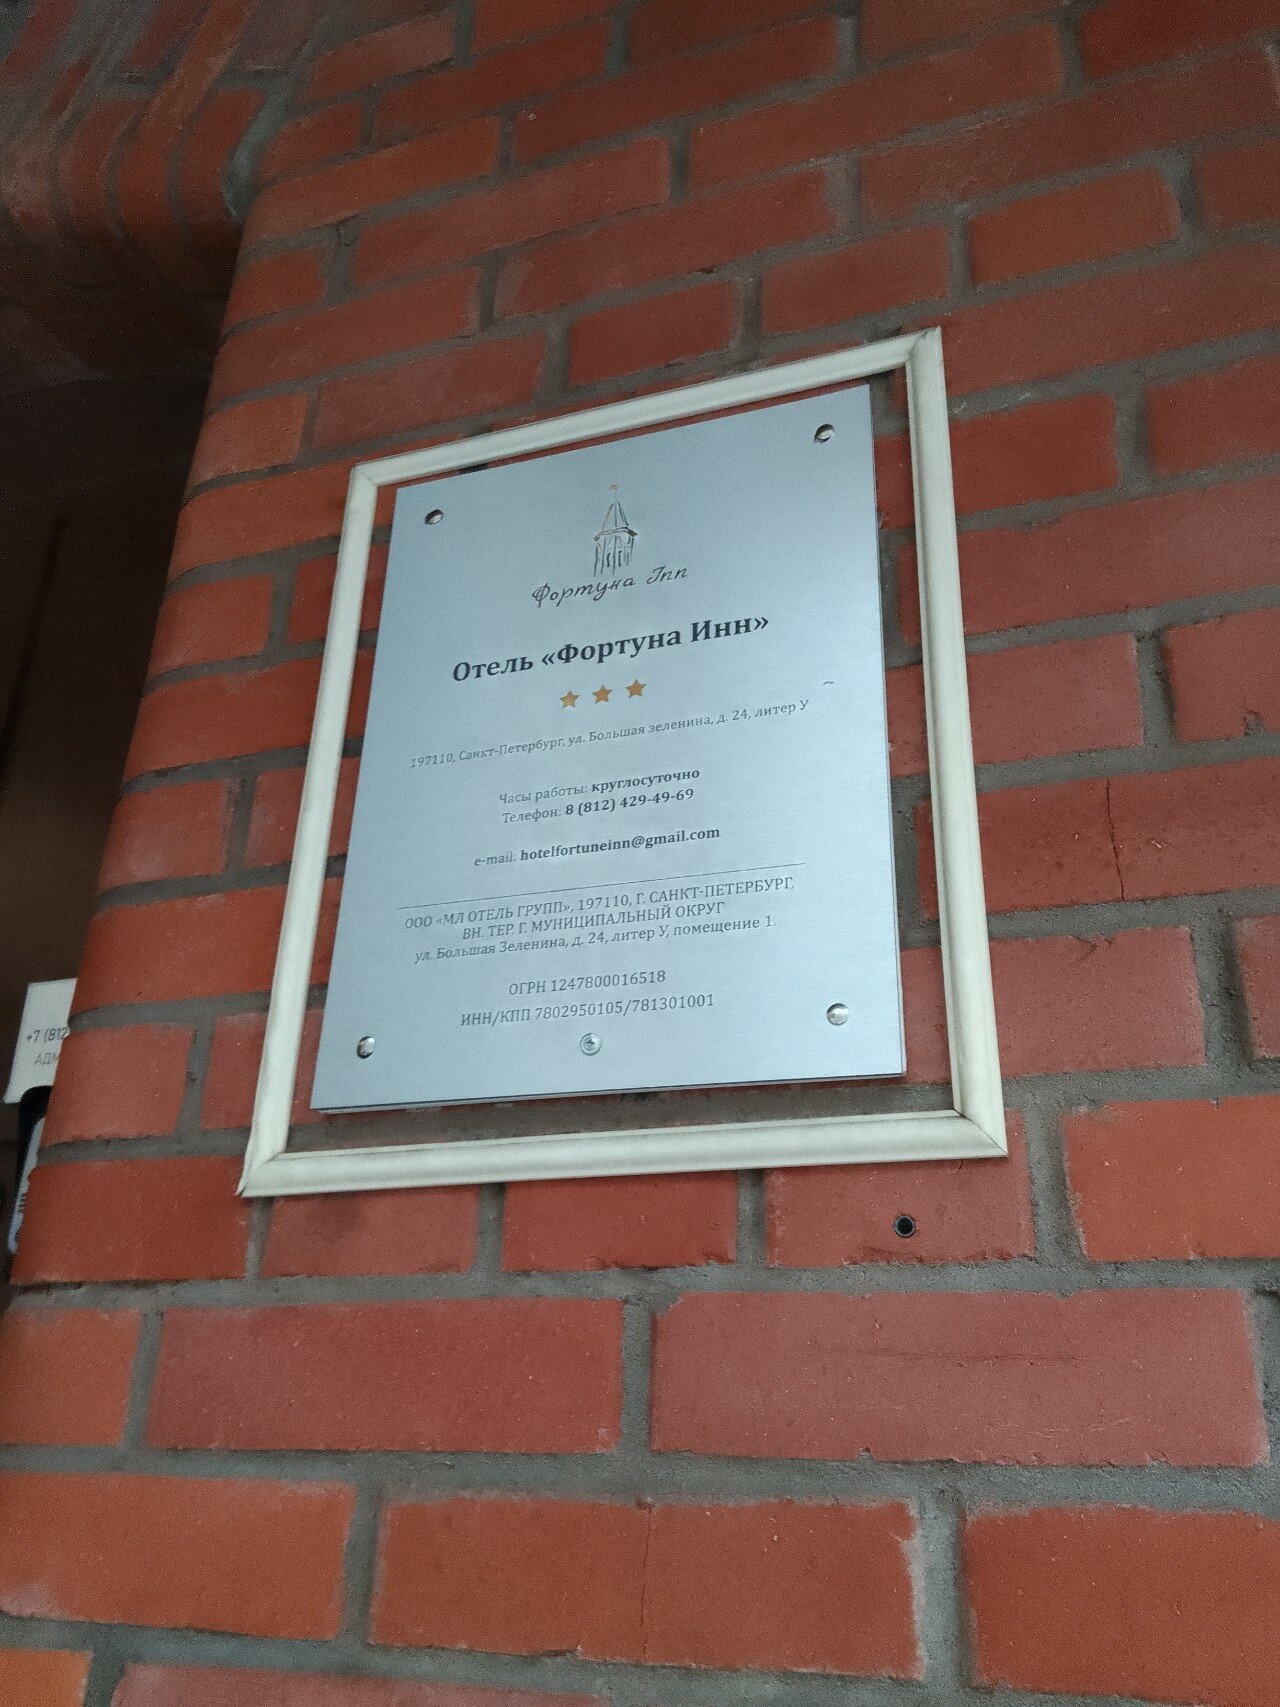 Фортуна Inn
Отель «Фортуна Инн»
197110, Санкт-Петербург, ул. Большая зеленина, д. 24, литер У
Часы работы: круглосуточно
Телефон: 8 (812) 429-49-69
e-mail: hotelfortuneinn@gmail.com
ООО «МЛ ОТЕЛЬ ГРУПП», 197110, Г. САНКТ-ПЕТЕРБУРГ,
ВН. ТЕР. Г. МУНИЦИПАЛЬНЫЙ ОКРУГ
ул. Большая Зеленина, д. 24, литер У, помещение 1.
ОГРН 1247800016518
ИНН/КПП 7802950105/781301001
+7 (812